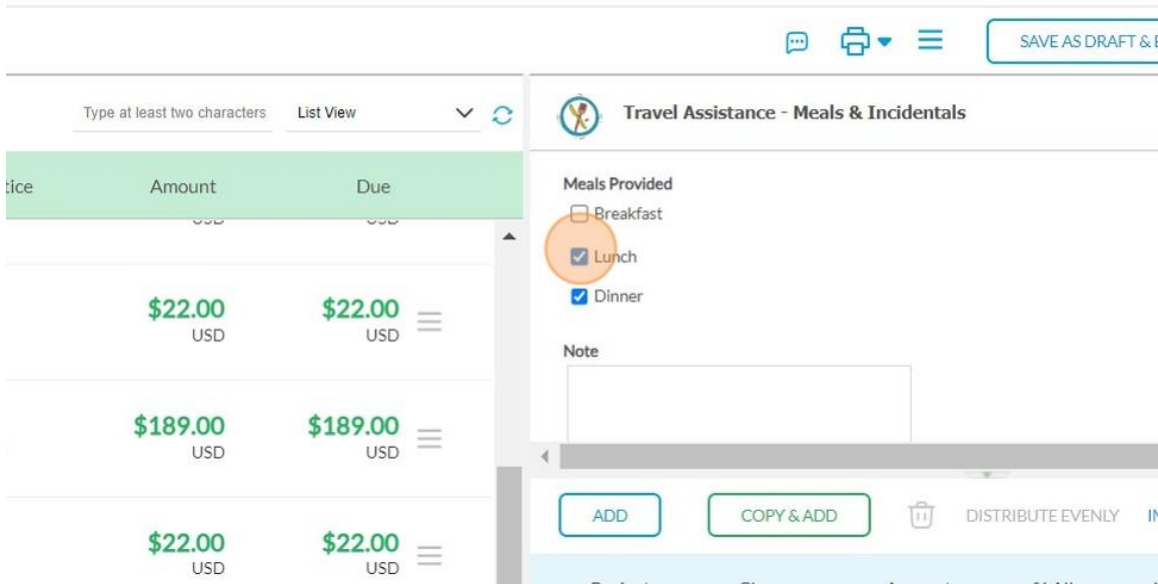 SAVE AS DRAFT &
Type at least two characters
List View
Travel Assistance - Meals & Incidentals
Amount
Due
Meals Provided
Breakfast
Lunch
Dinner
Note
$22.00
$22.00
USD
USD
$189.00
$189.00
USD
USD
ADD
COPY & ADD
DISTRIBUTE EVENLY
$22.00
$22.00
USD
USD